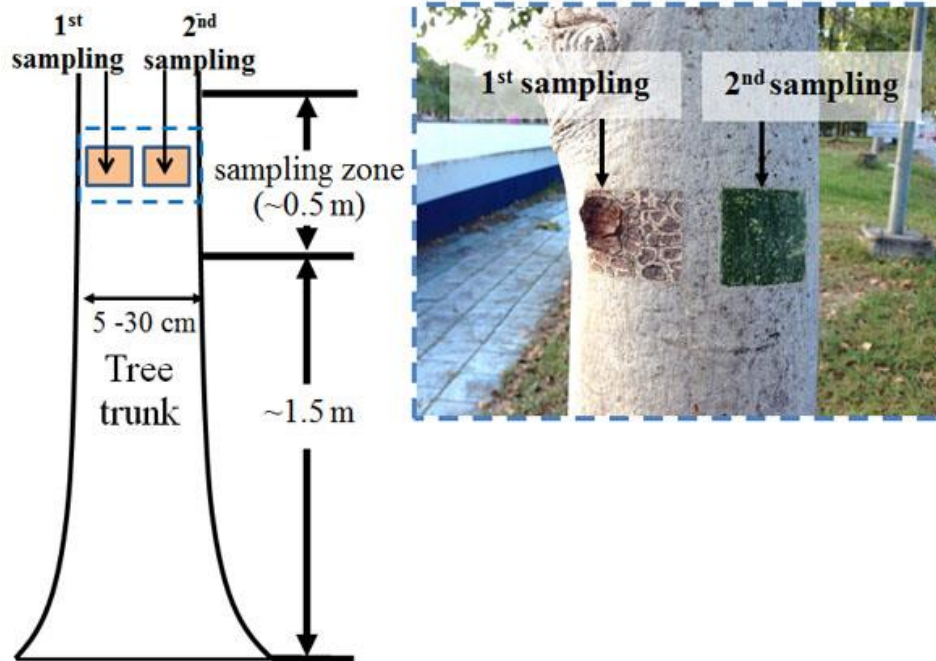 1st
sampling
2nd
sampling
sampling zone
(~0.5 m)
5 -30 cm
Tree
trunk
~1.5 m
1st sampling
2nd sampling